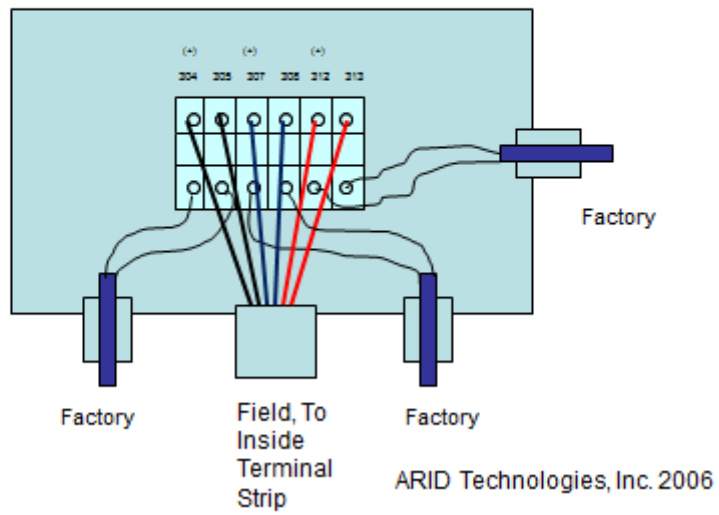 (+) (+) (+)
304 305 307 308 312 313
Factory
Factory
Field, To
Inside
Terminal
Strip
Factory
ARID Technologies, Inc. 2006